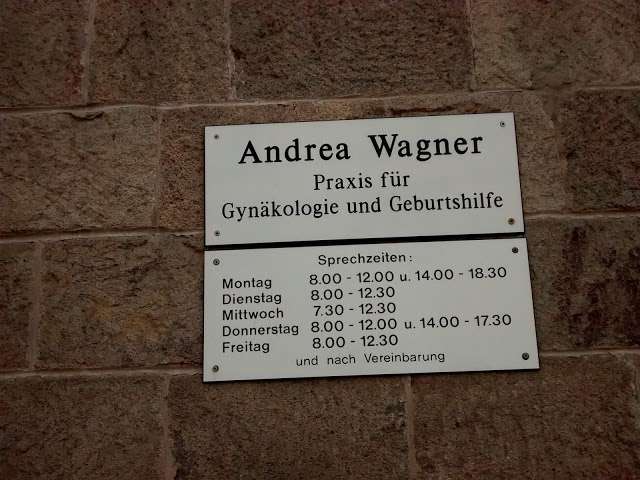 Andrea Wagner
Praxis für
Gynäkologie und Geburtshilfe
Sprechzeiten:
Montag 8.00 - 12.00 u. 14.00 - 18.30
Dienstag 8.00 - 12.30
Mittwoch 7.30 - 12.30
Donnerstag 8.00 - 12.00 u. 14.00 - 17.30
Freitag 8.00 - 12.30
und nach Vereinbarung